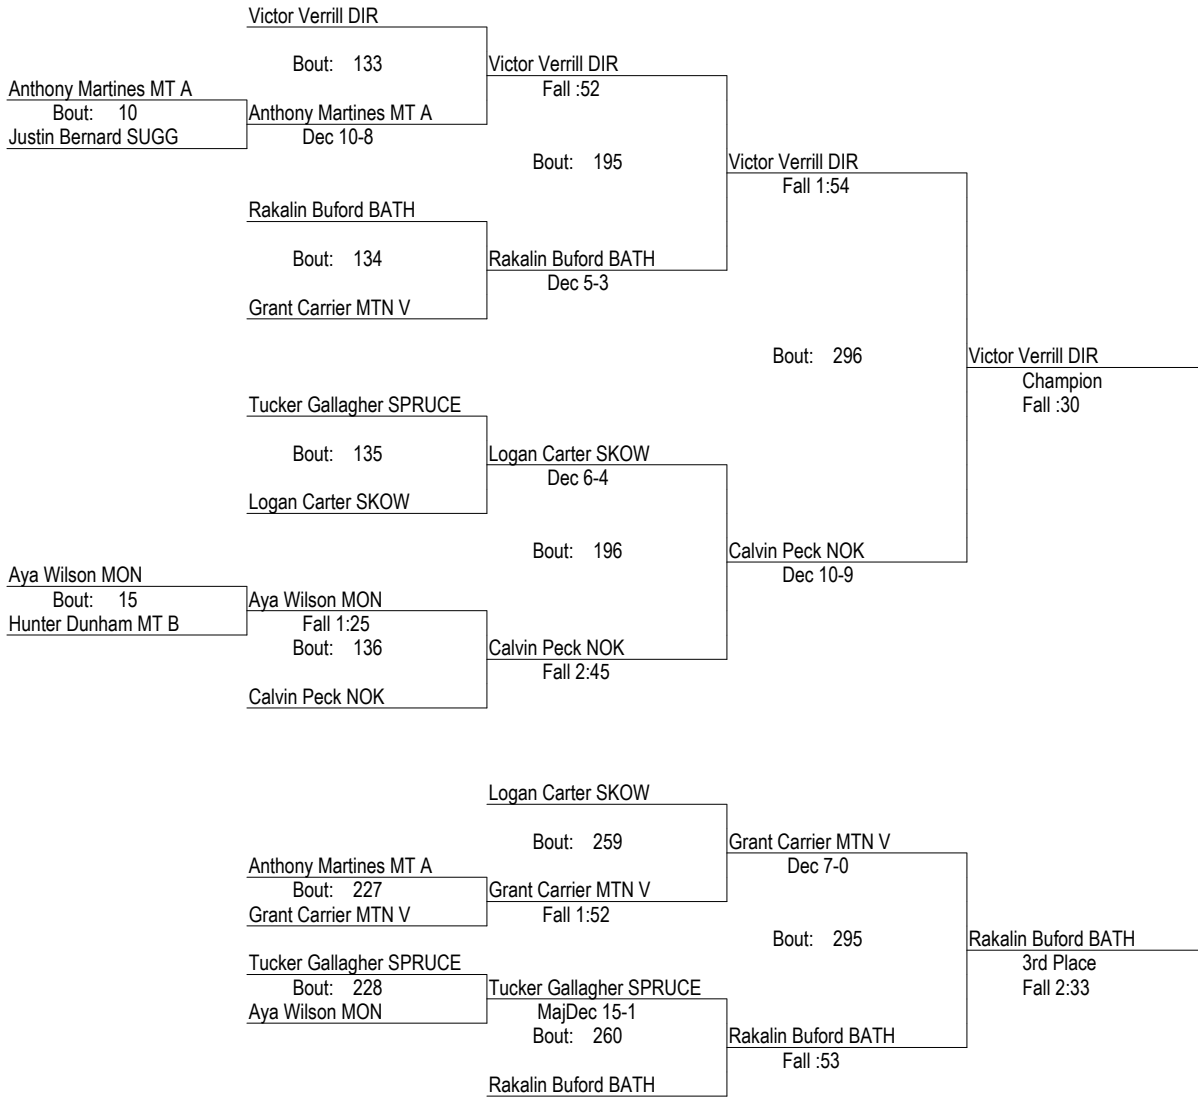 Victor Verrill DIR
Bout: 133
Victor Verrill DIR
Fall :52
Anthony Martines MT A
Bout: 10
Anthony Martines MT A
Justin Bernard SUGG
Dec 10-8
Bout: 195
Victor Verrill DIR
Fall 1:54
Rakalin Buford BATH
Bout: 134
Rakalin Buford BATH
Dec 5-3
Grant Carrier MTN V
Bout: 296
Victor Verrill DIR
Champion
Fall :30
Tucker Gallagher SPRUCE
Bout: 135
Logan Carter SKOW
Dec 6-4
Logan Carter SKOW
Bout: 196
Calvin Peck NOK
Dec 10-9
Aya Wilson MON
Bout: 15
Aya Wilson MON
Hunter Dunham MT B
Fall 1:25
Bout: 136
Calvin Peck NOK
Fall 2:45
Calvin Peck NOK
Logan Carter SKOW
Bout: 259
Grant Carrier MTN V
Dec 7-0
Anthony Martines MT A
Bout: 227
Grant Carrier MTN V
Grant Carrier MTN V
Fall 1:52
Bout: 295
Rakalin Buford BATH
3rd Place
Fall 2:33
Tucker Gallagher SPRUCE
Bout: 228
Tucker Gallagher SPRUCE
Aya Wilson MON
MajDec 15-1
Bout: 260
Rakalin Buford BATH
Fall :53
Rakalin Buford BATH